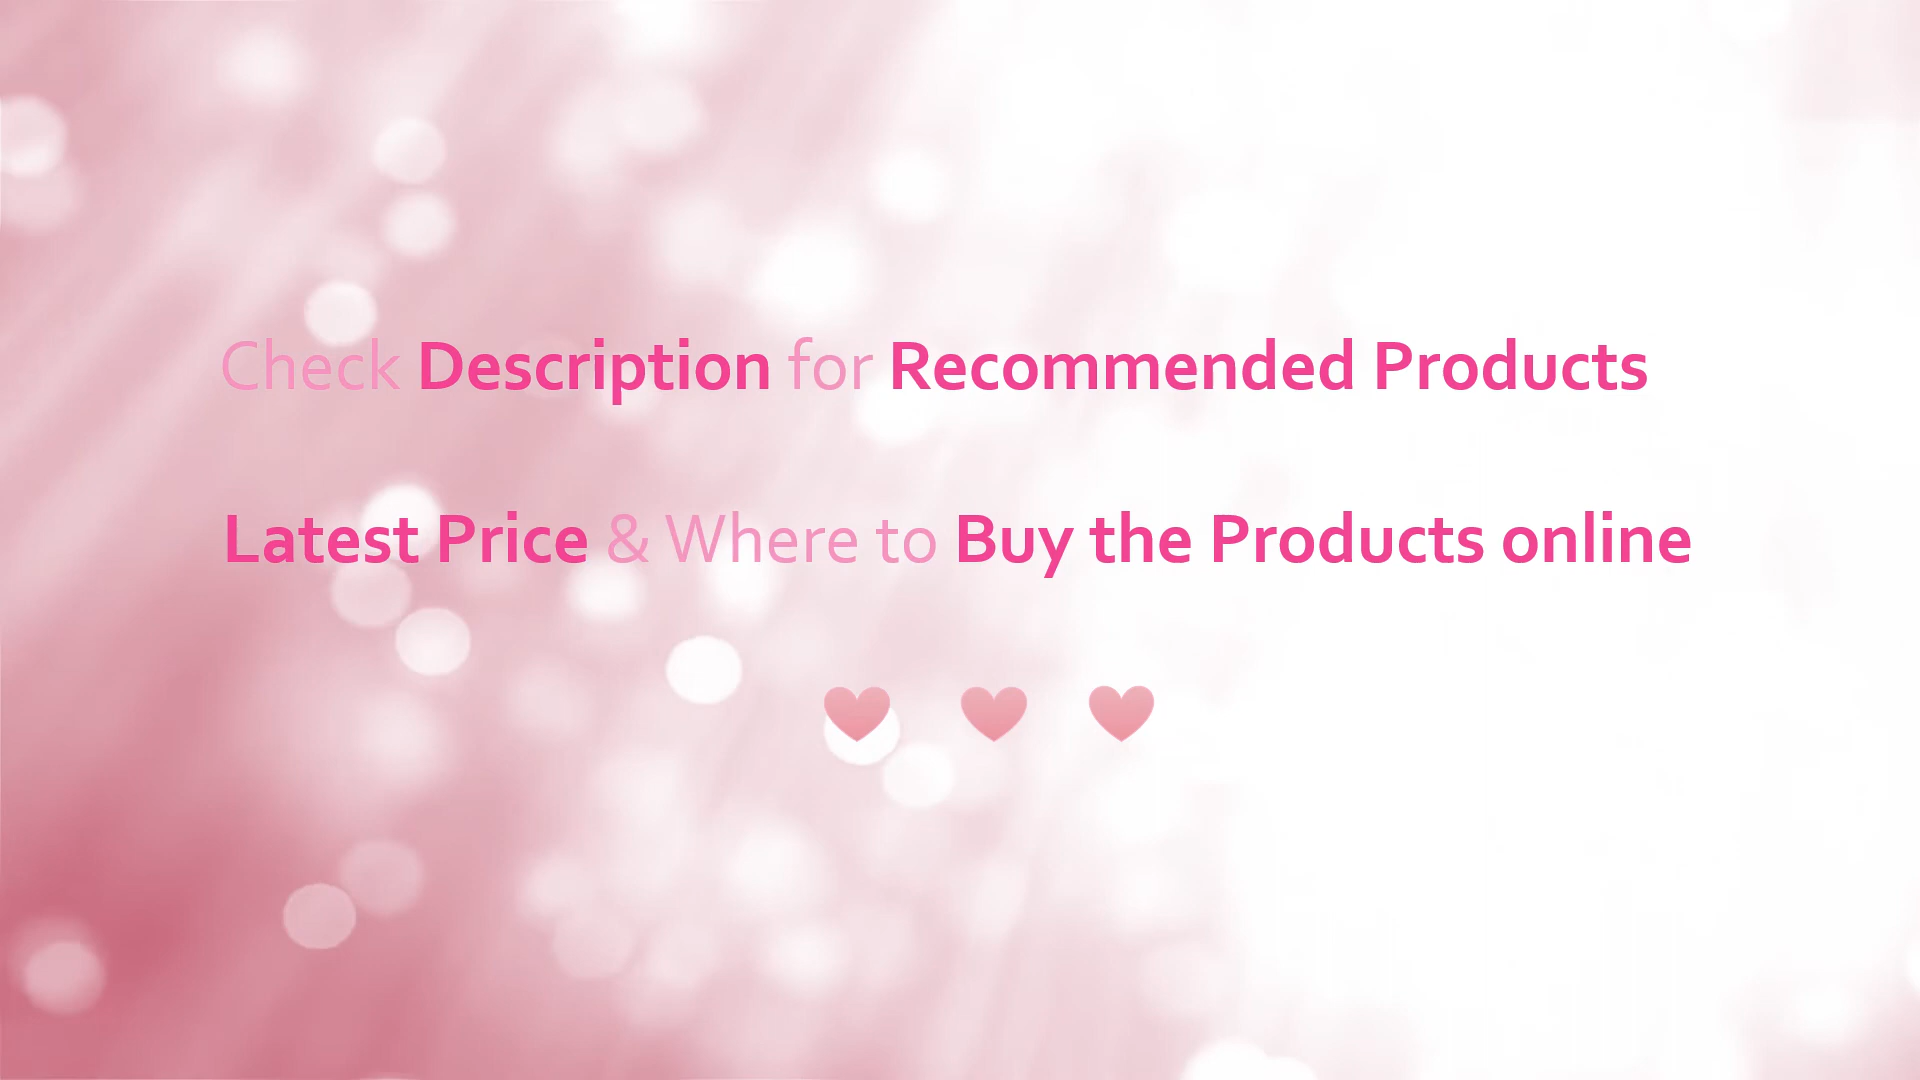 Check Description for Recommended Products
Latest Price & Where to Buy the Products online